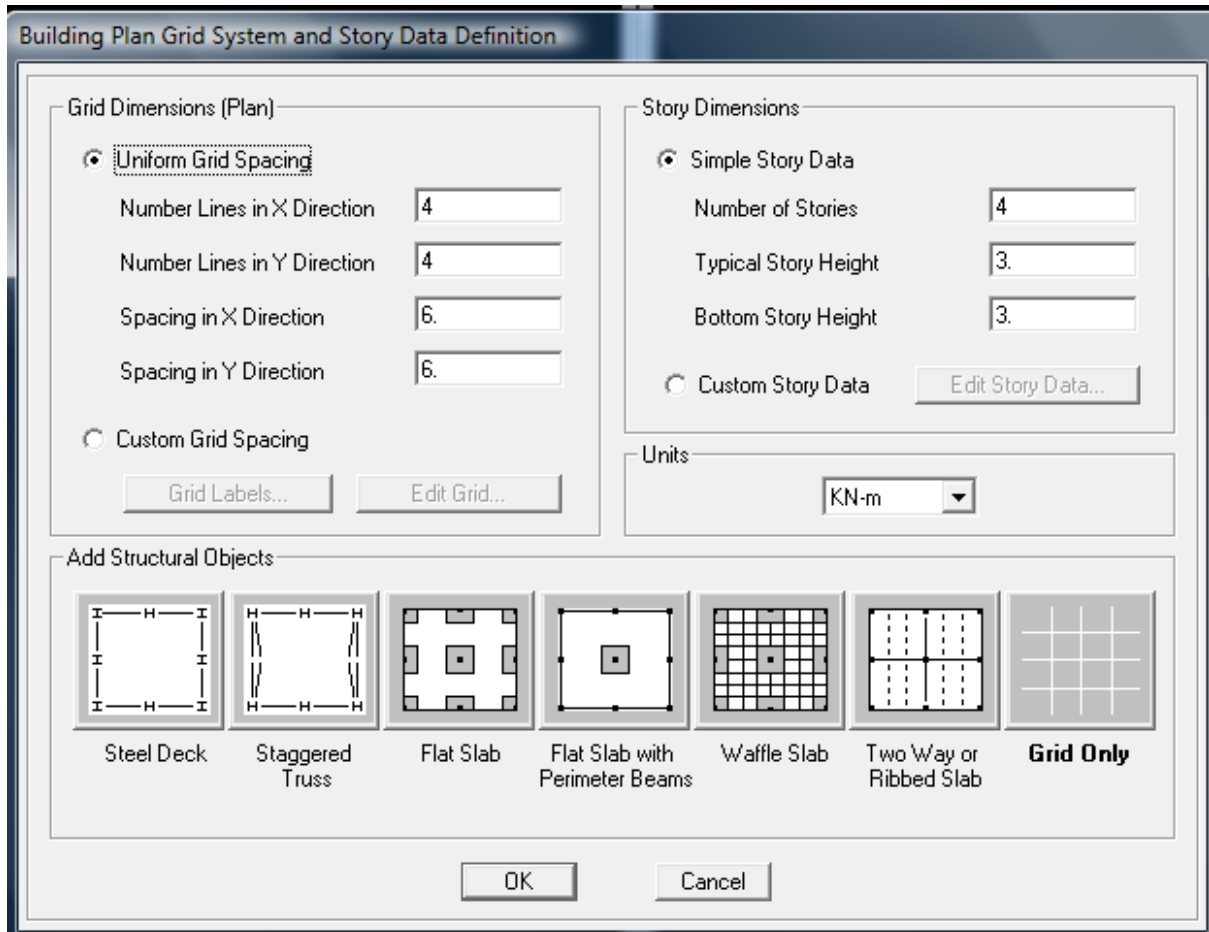 Building Plan Grid System and Story Data Definition
Grid Dimensions (Plan)
Uniform Grid Spacing
Number Lines in X Direction 4
Number Lines in Y Direction 4
Spacing in X Direction 6.
Spacing in Y Direction 6.
Custom Grid Spacing
Grid Labels... Edit Grid...
Story Dimensions
Simple Story Data
Number of Stories 4
Typical Story Height 3.
Bottom Story Height 3.
Custom Story Data Edit Story Data...
Units
KN-m
Add Structural Objects
Steel Deck
Staggered
Truss
Flat Slab
Flat Slab with
Perimeter Beams
Waffle Slab
Two Way or
Ribbed Slab
Grid Only
OK Cancel